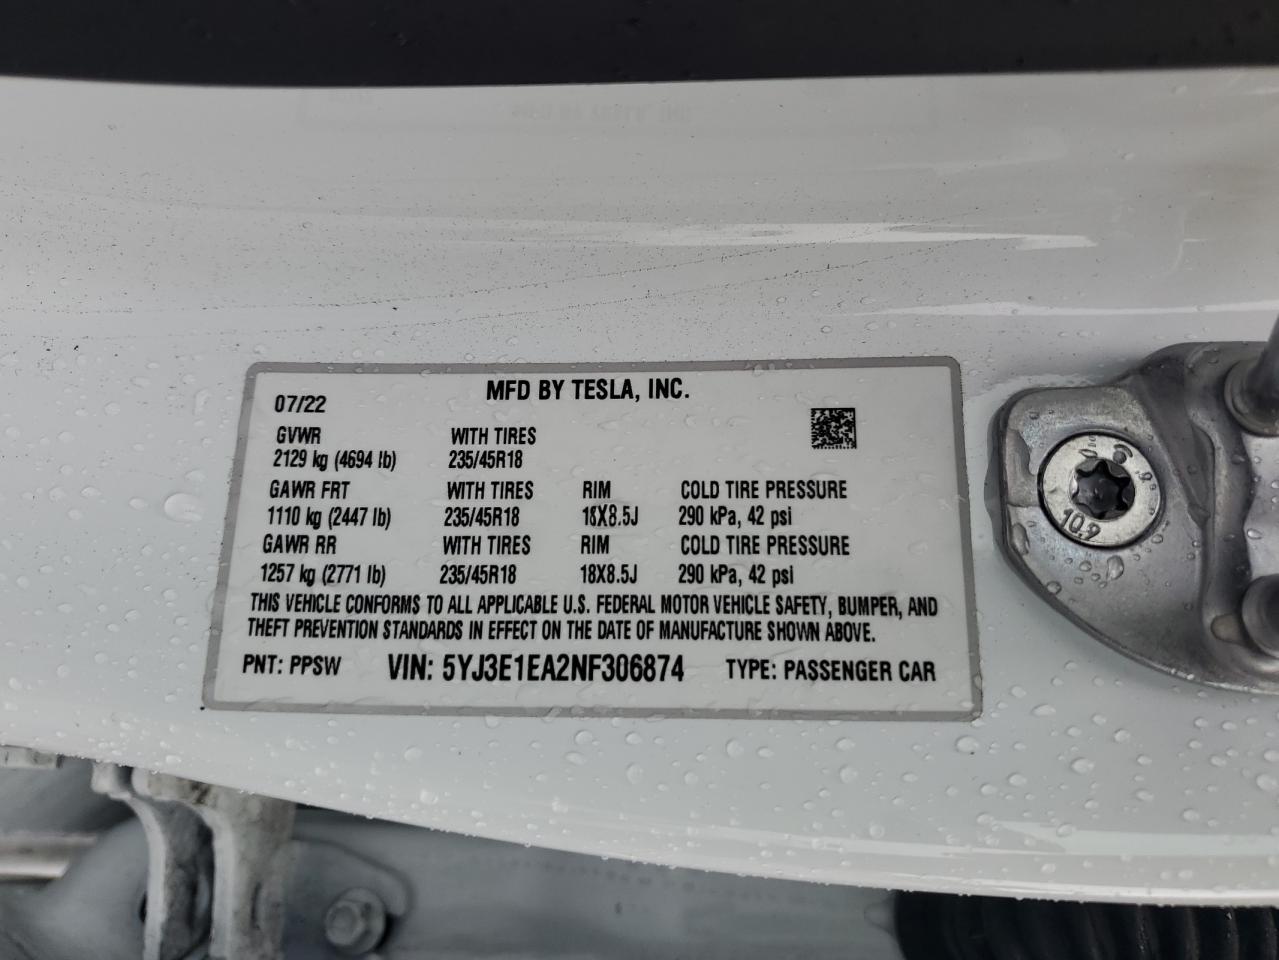 MFD BY TESLA, INC.
07/22
GVWR WITH TIRES
2129 kg (4694 lb) 235/45R18
GAWR FRT WITH TIRES RIM COLD TIRE PRESSURE
1110 kg (2447 lb) 235/45R18 18X8.5J 290 kPa, 42 psi
GAWR RR WITH TIRES RIM COLD TIRE PRESSURE
1257 kg (2771 lb) 235/45R18 18X8.5J 290 kPa, 42 psi
THIS VEHICLE CONFORMS TO ALL APPLICABLE U.S. FEDERAL MOTOR VEHICLE SAFETY, BUMPER, AND
THEFT PREVENTION STANDARDS IN EFFECT ON THE DATE OF MANUFACTURE SHOWN ABOVE.
PNT: PPSW VIN: 5YJ3E1EA2NF306874 TYPE: PASSENGER CAR
10.9